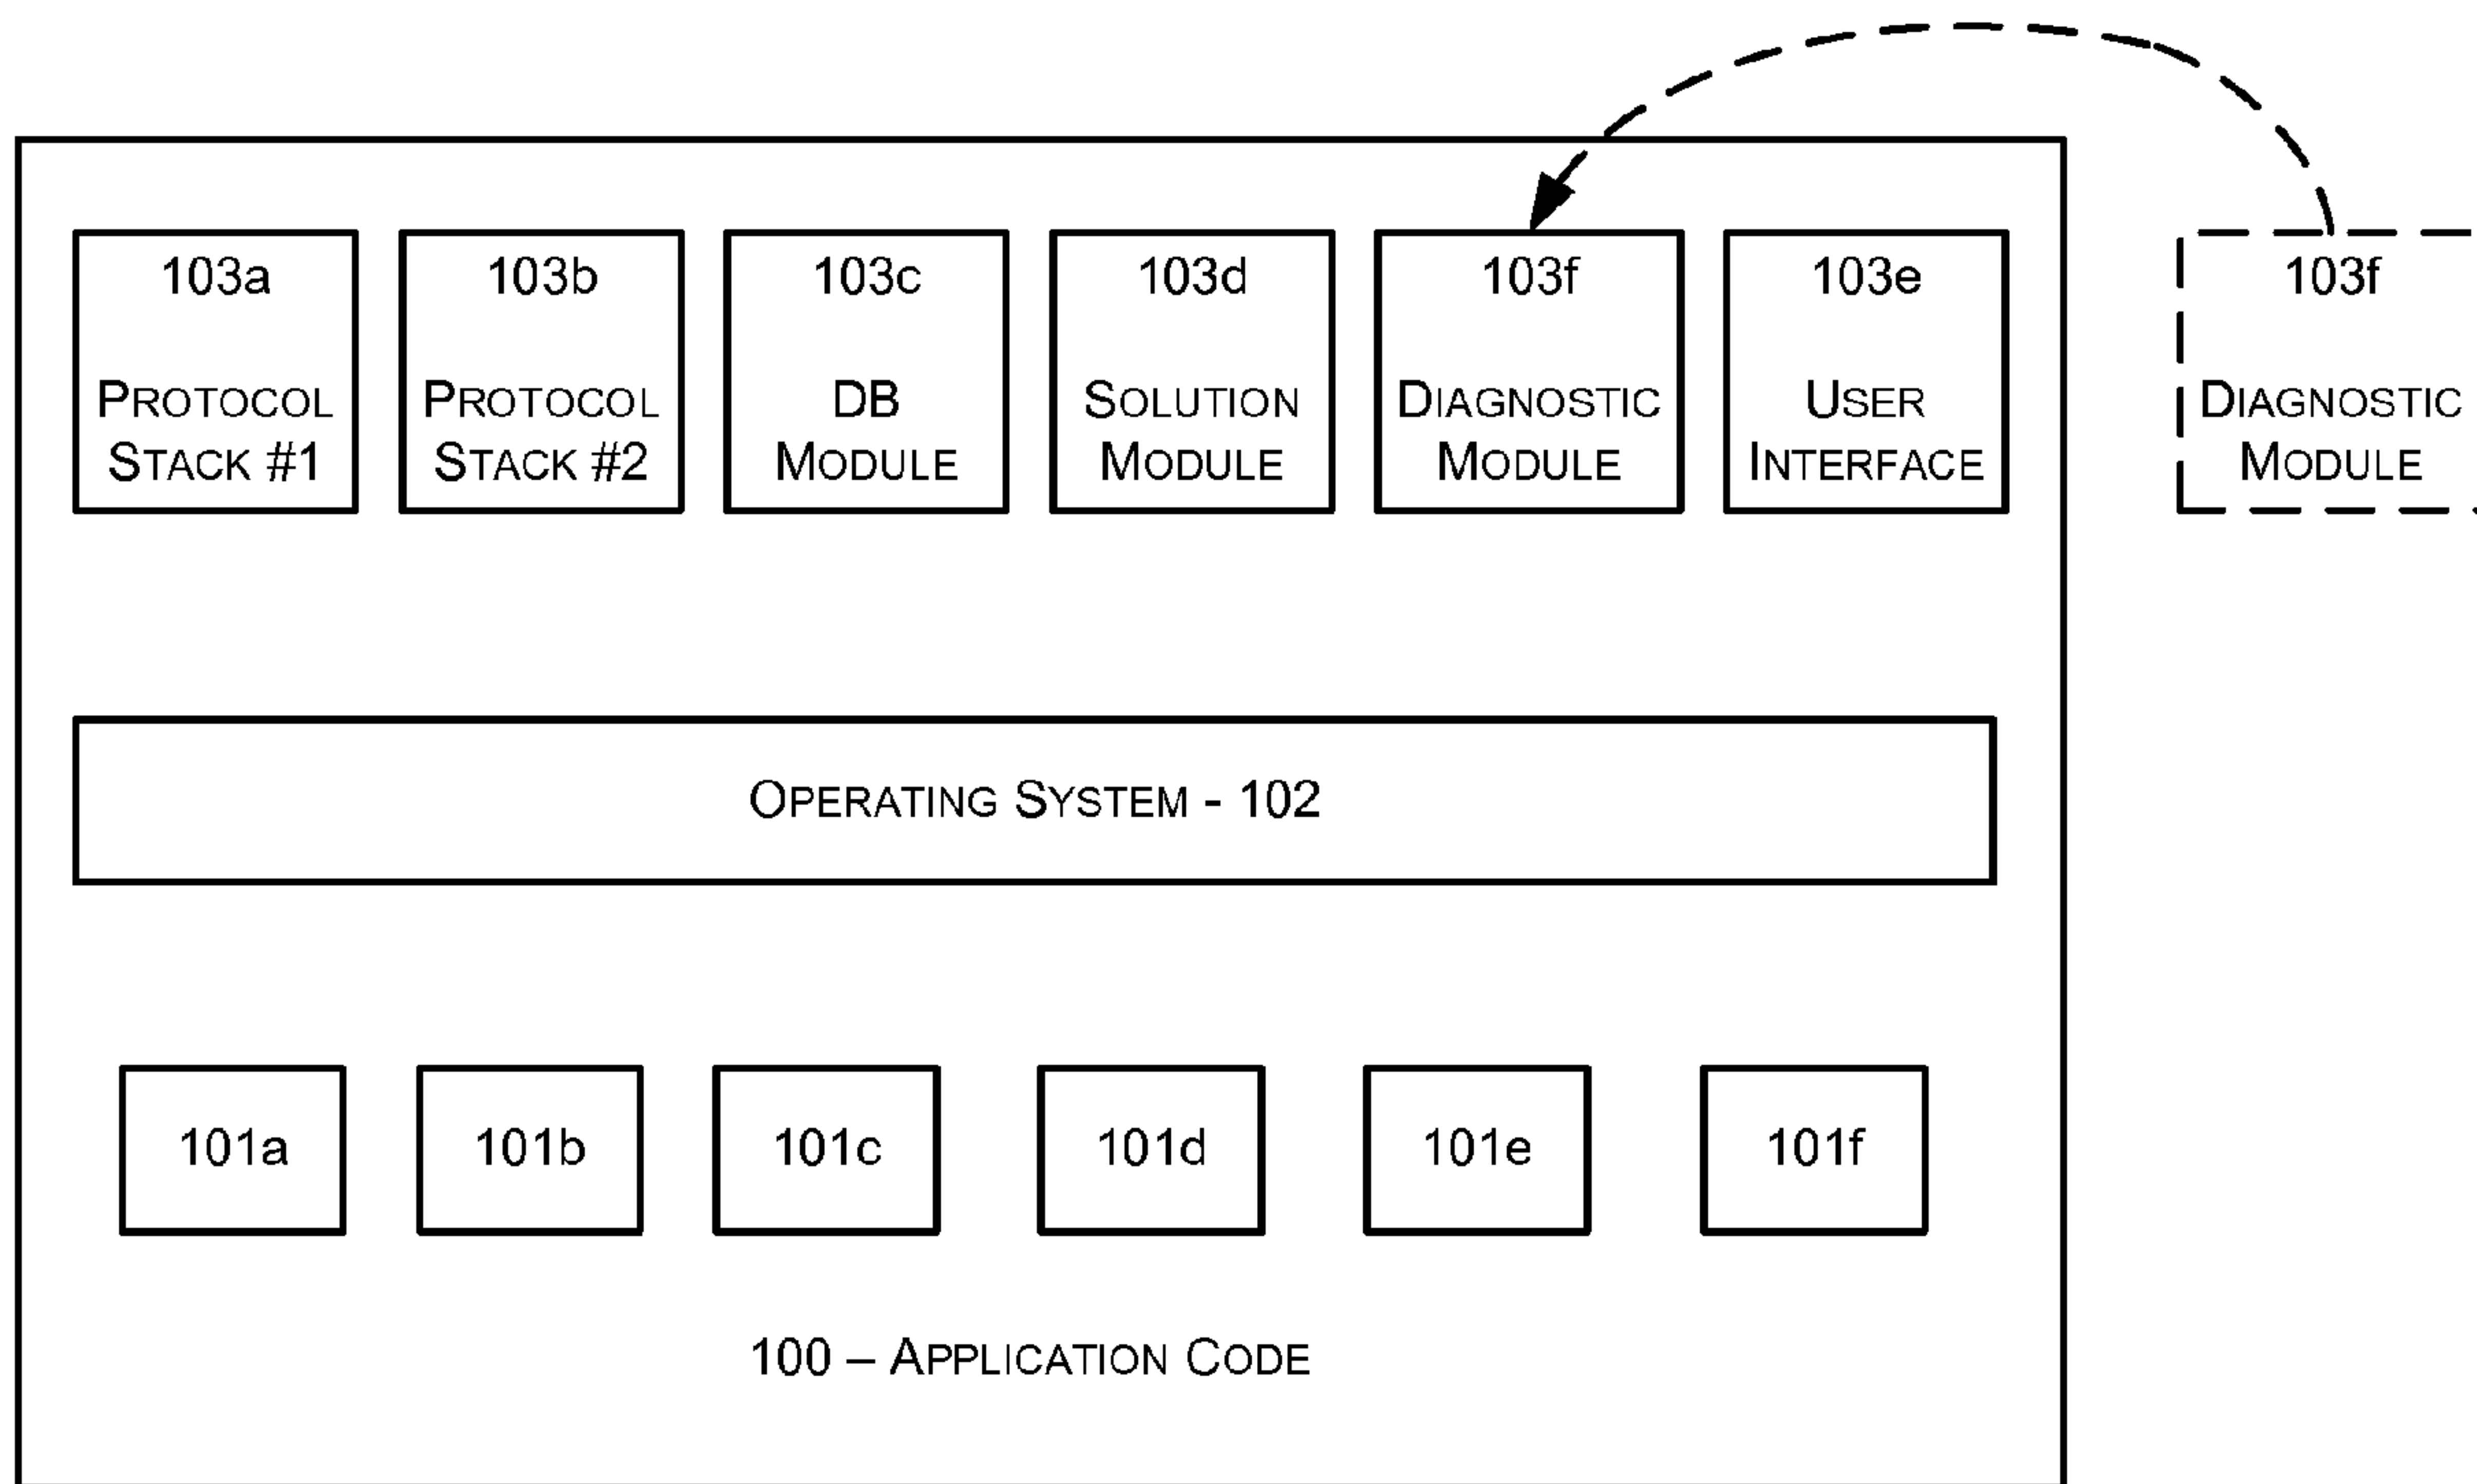 103a
PROTOCOL
STACK #1
103b
PROTOCOL
STACK #2
103c
DB
MODULE
103d
SOLUTION
MODULE
103f
DIAGNOSTIC
MODULE
103e
USER
INTERFACE
103f
DIAGNOSTIC
MODULE
OPERATING SYSTEM - 102
101a
101b
101c
101d
101e
101f
100 – APPLICATION CODE